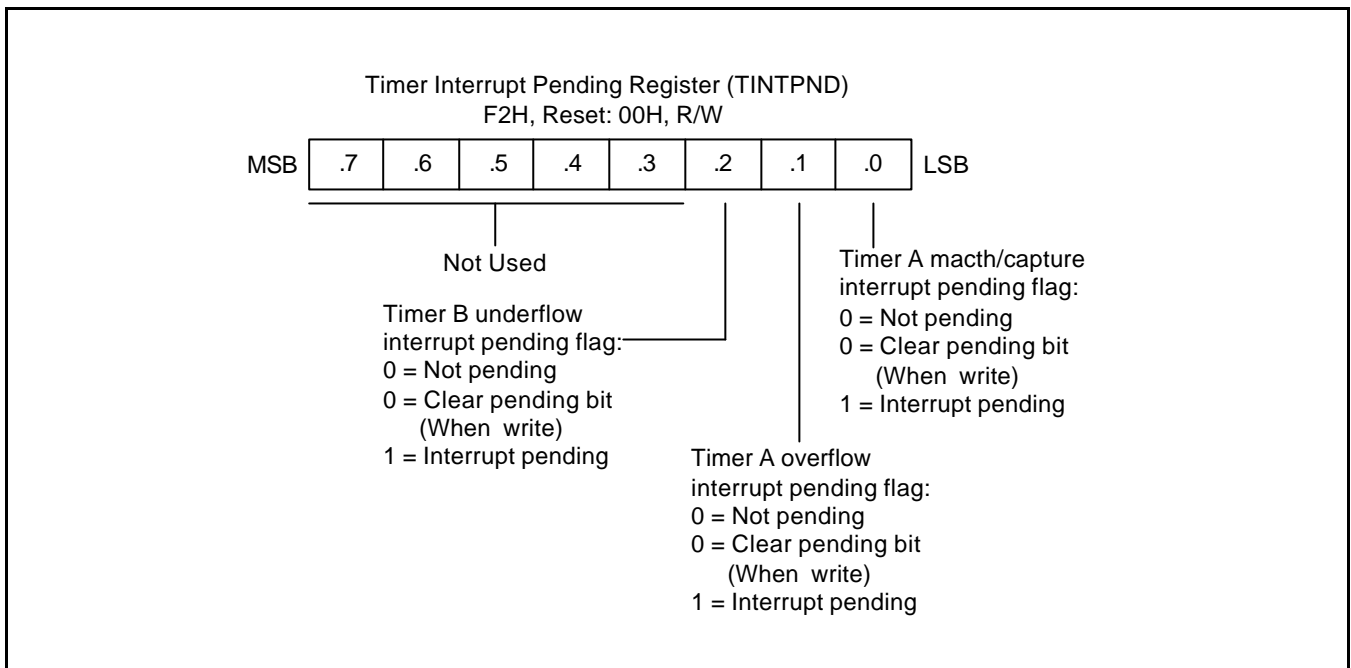 Timer Interrupt Pending Register (TINTPND)
F2H, Reset: 00H, R/W
MSB .7 .6 .5 .4 .3 .2 .1 .0 LSB
Not Used
Timer B underflow
interrupt pending flag:
0 = Not pending
0 = Clear pending bit
(When write)
1 = Interrupt pending
Timer A overflow
interrupt pending flag:
0 = Not pending
0 = Clear pending bit
(When write)
1 = Interrupt pending
Timer A macth/capture
interrupt pending flag:
0 = Not pending
0 = Clear pending bit
(When write)
1 = Interrupt pending